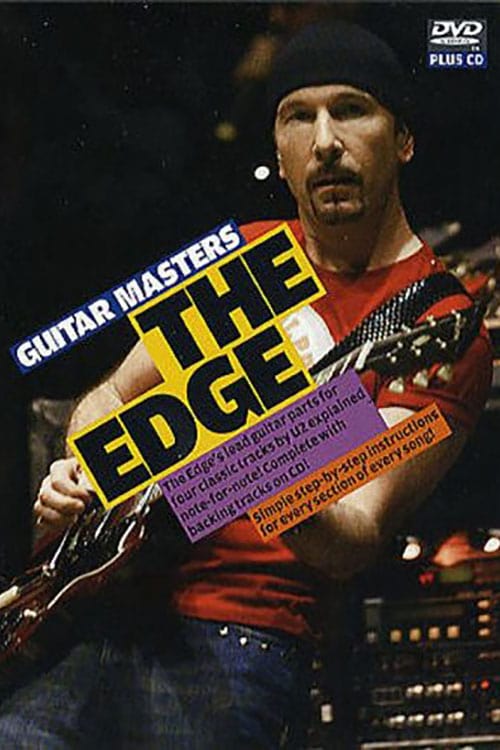 DVD
PLUS CD
GUITAR MASTERS
THE
EDGE
The Edge's lead guitar parts for
four classic tracks by U2 explained
note-for-note! Complete with
backing tracks on CD!
Simple step-by-step instructions
for every section of every song!